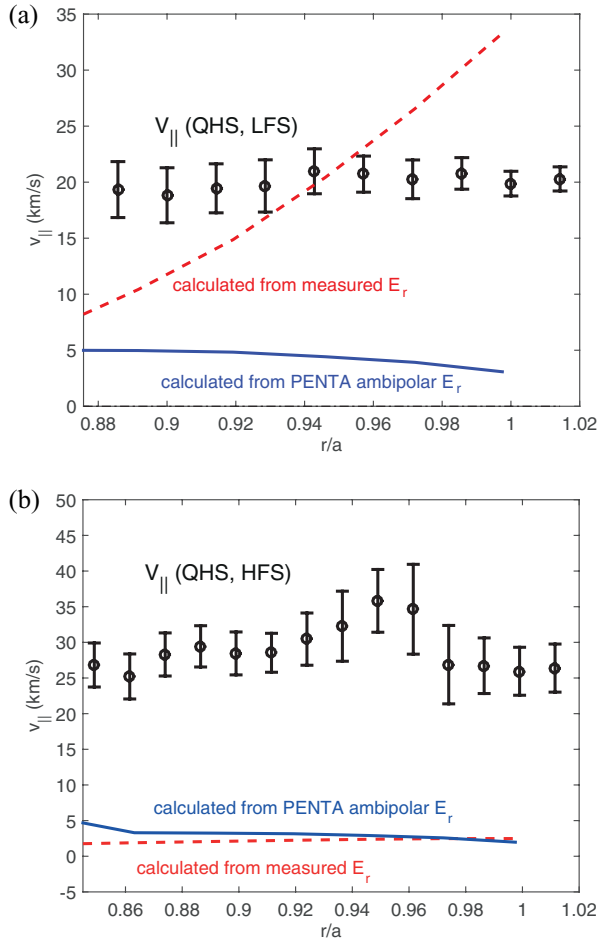 (a)
35
30
25
20
15
10
5
0
v|| (km/s)
V|| (QHS, LFS)
calculated from measured Er
calculated from PENTA ambipolar Er
0.88 0.9 0.92 0.94 0.96 0.98 1 1.02
r/a
(b)
50
45
40
35
30
25
20
15
10
5
0
-5
v|| (km/s)
V|| (QHS, HFS)
calculated from PENTA ambipolar Er
calculated from measured Er
0.86 0.88 0.9 0.92 0.94 0.96 0.98 1 1.02
r/a